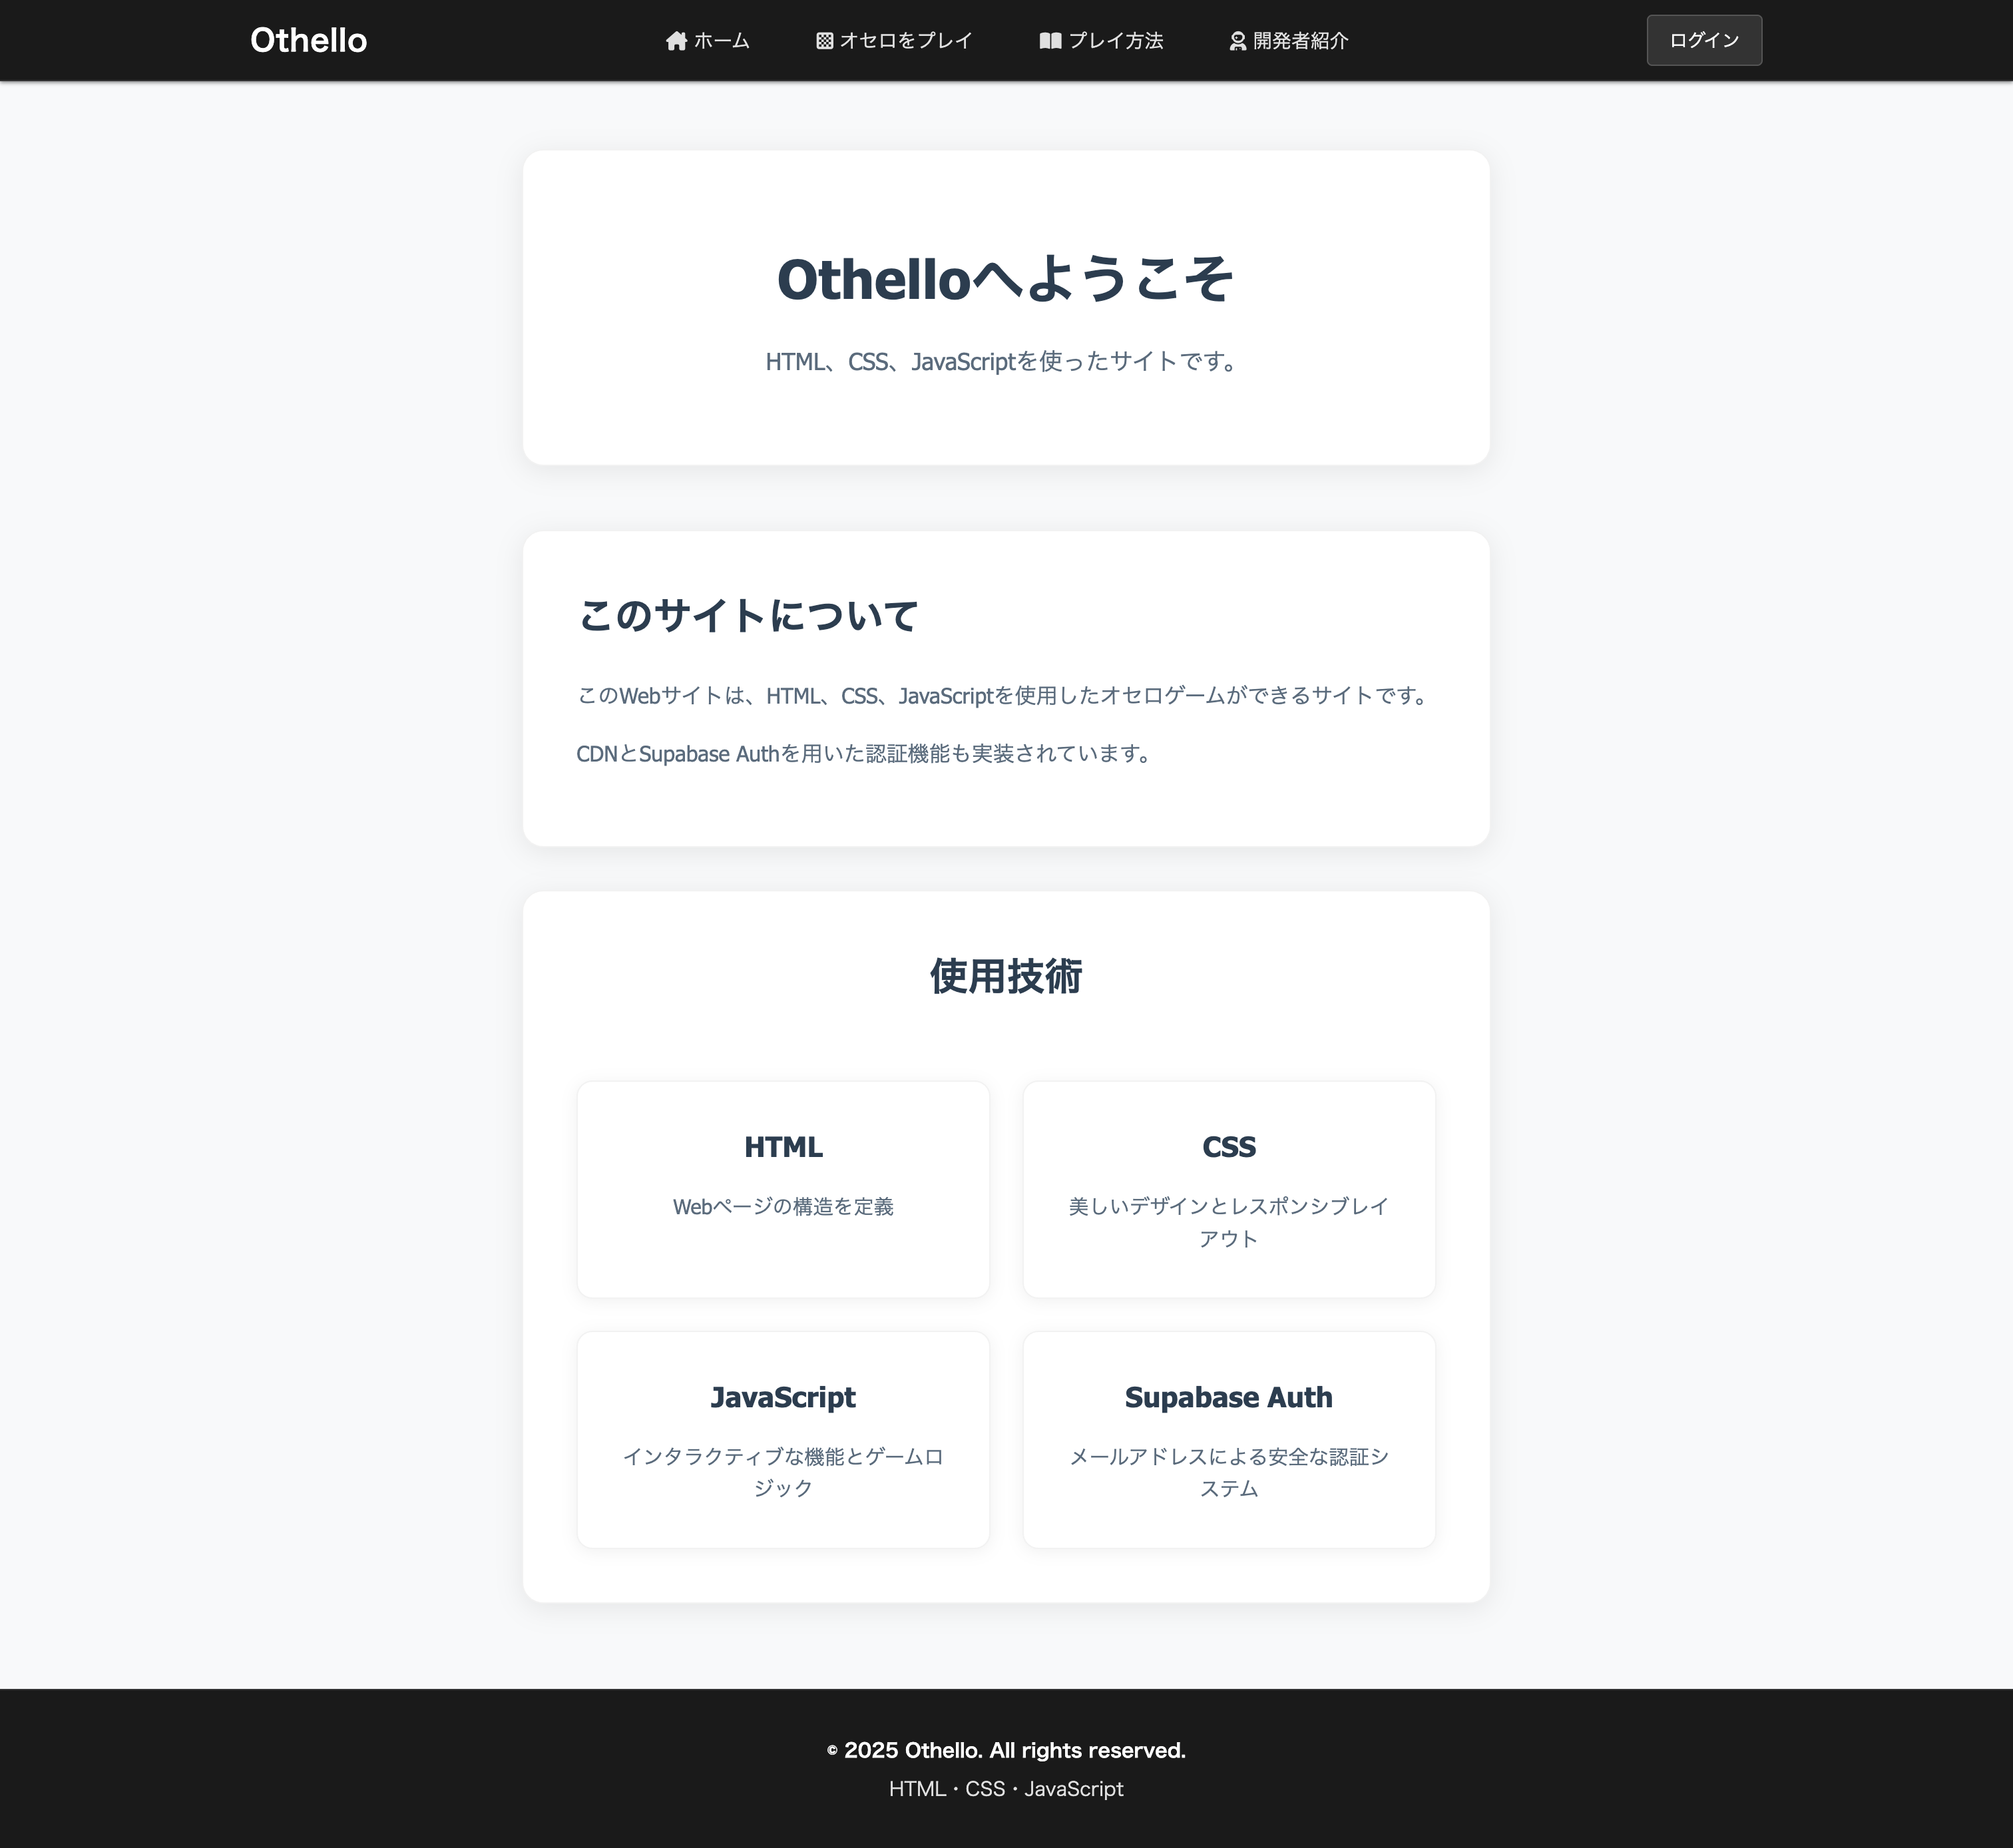 Othello
ホーム
オセロをプレイ
プレイ方法
開発者紹介
ログイン
Othelloへようこそ
HTML、CSS、JavaScriptを使ったサイトです。
このサイトについて
このWebサイトは、HTML、CSS、JavaScriptを使用したオセロゲームができるサイトです。
CDNとSupabase Authを用いた認証機能も実装されています。
使用技術
HTML
Webページの構造を定義
CSS
美しいデザインとレスポンシブレイ
アウト
JavaScript
インタラクティブな機能とゲームロ
ジック
Supabase Auth
メールアドレスによる安全な認証シ
ステム
© 2025 Othello. All rights reserved.
HTML・CSS・JavaScript